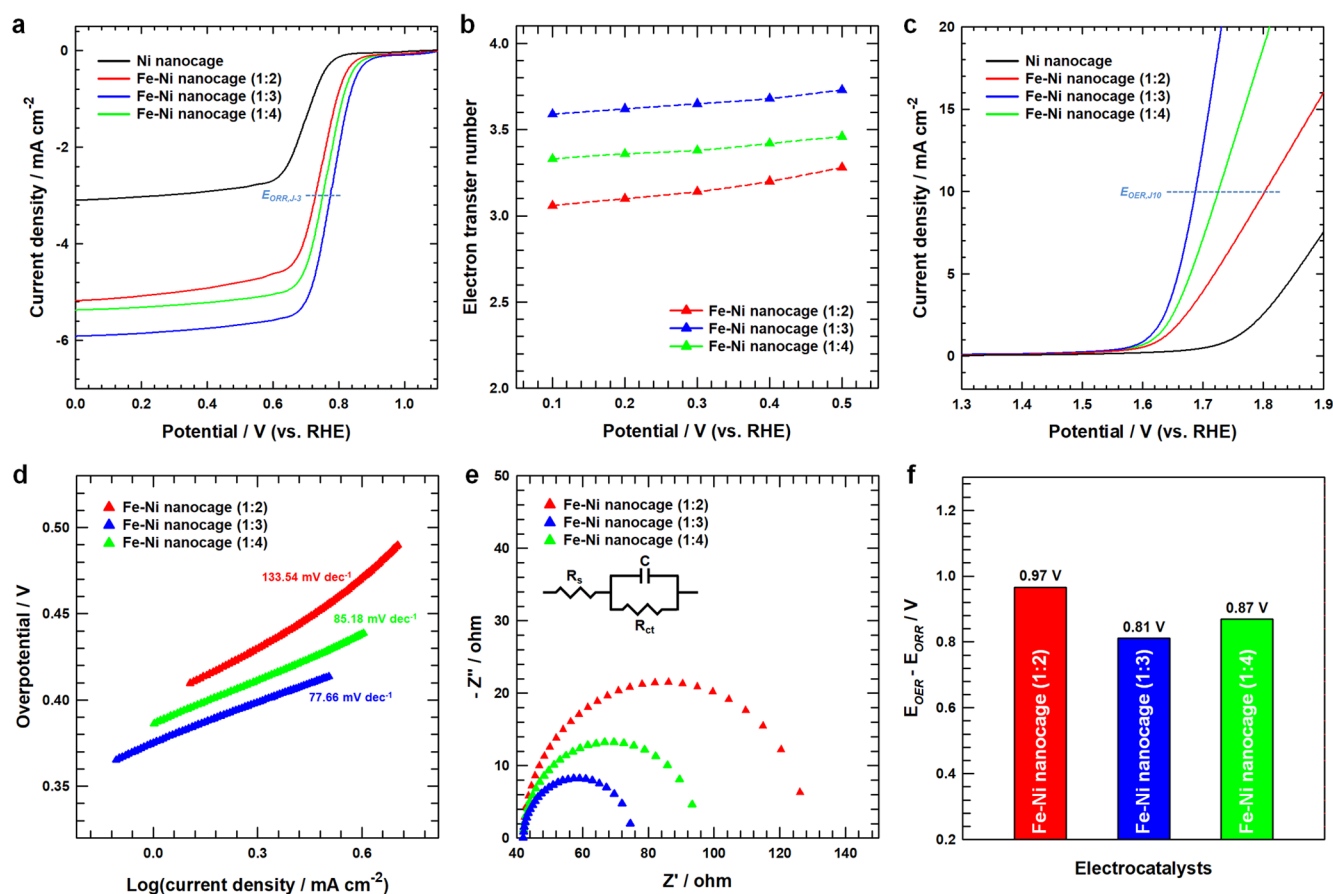 a
Ni nanocage
Fe-Ni nanocage (1:2)
Fe-Ni nanocage (1:3)
Fe-Ni nanocage (1:4)
E_ORR,J-3
Current density / mA cm⁻²
0
-2
-4
-6
0.0 0.2 0.4 0.6 0.8 1.0
Potential / V (vs. RHE)
b
Electron transter number
4.0
3.5
3.0
2.5
2.0
Fe-Ni nanocage (1:2)
Fe-Ni nanocage (1:3)
Fe-Ni nanocage (1:4)
0.1 0.2 0.3 0.4 0.5
Potential / V (vs. RHE)
c
Ni nanocage
Fe-Ni nanocage (1:2)
Fe-Ni nanocage (1:3)
Fe-Ni nanocage (1:4)
E_OER,J10
Current density / mA cm⁻²
20
15
10
5
0
1.3 1.4 1.5 1.6 1.7 1.8 1.9
Potential / V (vs. RHE)
d
Fe-Ni nanocage (1:2)
Fe-Ni nanocage (1:3)
Fe-Ni nanocage (1:4)
133.54 mV dec⁻¹
85.18 mV dec⁻¹
77.66 mV dec⁻¹
Overpotential / V
0.50
0.45
0.40
0.35
0.0 0.3 0.6
Log(current density / mA cm⁻²)
e
Fe-Ni nanocage (1:2)
Fe-Ni nanocage (1:3)
Fe-Ni nanocage (1:4)
C
R_s
R_ct
- Z" / ohm
50
40
30
20
10
0
40 60 80 100 120 140
Z' / ohm
f
E_OER - E_ORR / V
1.4
1.2
1.0
0.8
0.6
0.4
0.2
0.97 V
0.81 V
0.87 V
Fe-Ni nanocage (1:2)
Fe-Ni nanocage (1:3)
Fe-Ni nanocage (1:4)
Electrocatalysts